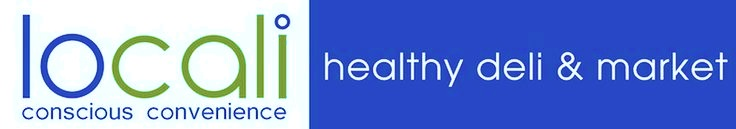 locali
conscious convenience
healthy deli & market